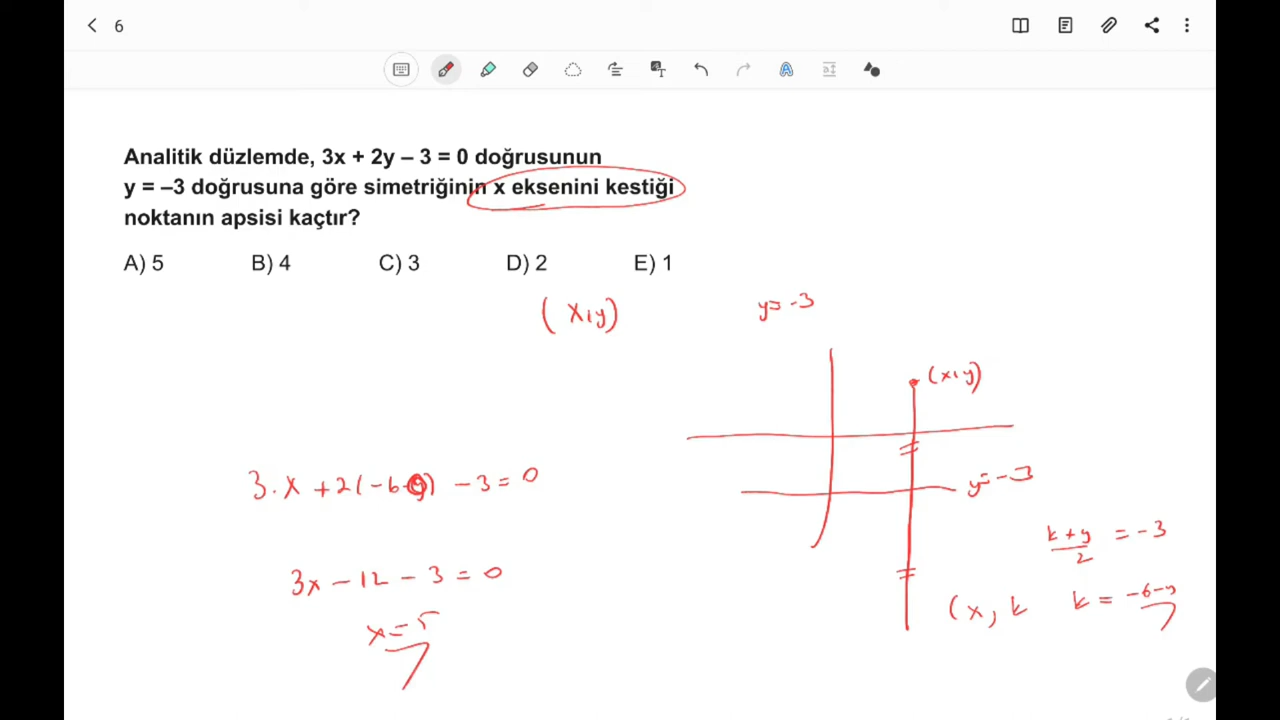 6
Analitik düzlemde, 3x + 2y – 3 = 0 doğrusunun
y = –3 doğrusuna göre simetriğinin x eksenini kestiği
noktanın apsisi kaçtır?
A) 5 B) 4 C) 3 D) 2 E) 1
(x,y) y=-3
(x,y)
3.x +2(-6-y) -3=0
y=-3
k+y/2 = -3
3x -12 -3 = 0
(x, k k = -6-y
x=5